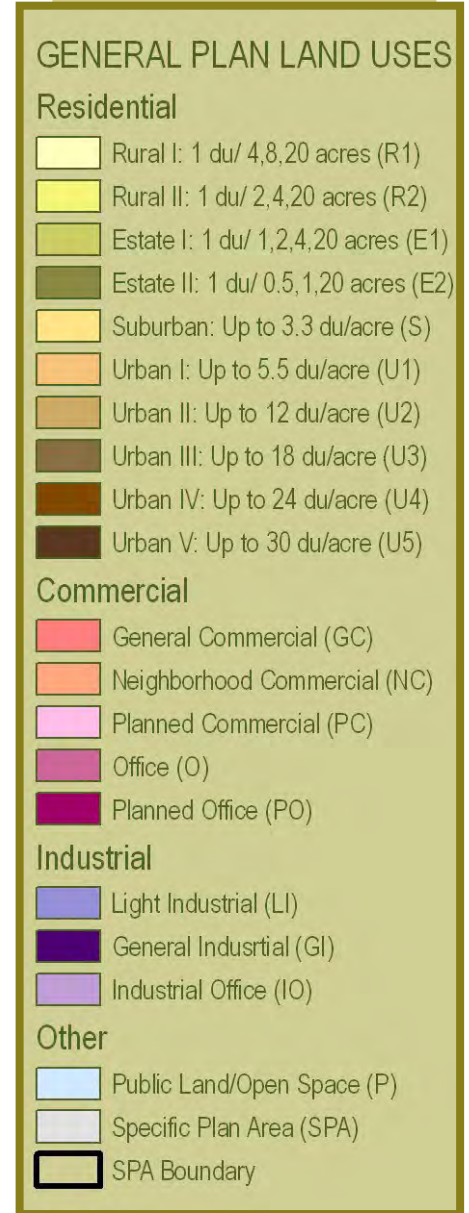 GENERAL PLAN LAND USES
Residential
Rural I: 1 du/ 4,8,20 acres (R1)
Rural II: 1 du/ 2,4,20 acres (R2)
Estate I: 1 du/ 1,2,4,20 acres (E1)
Estate II: 1 du/ 0.5,1,20 acres (E2)
Suburban: Up to 3.3 du/acre (S)
Urban I: Up to 5.5 du/acre (U1)
Urban II: Up to 12 du/acre (U2)
Urban III: Up to 18 du/acre (U3)
Urban IV: Up to 24 du/acre (U4)
Urban V: Up to 30 du/acre (U5)
Commercial
General Commercial (GC)
Neighborhood Commercial (NC)
Planned Commercial (PC)
Office (O)
Planned Office (PO)
Industrial
Light Industrial (LI)
General Indusrtial (GI)
Industrial Office (IO)
Other
Public Land/Open Space (P)
Specific Plan Area (SPA)
SPA Boundary